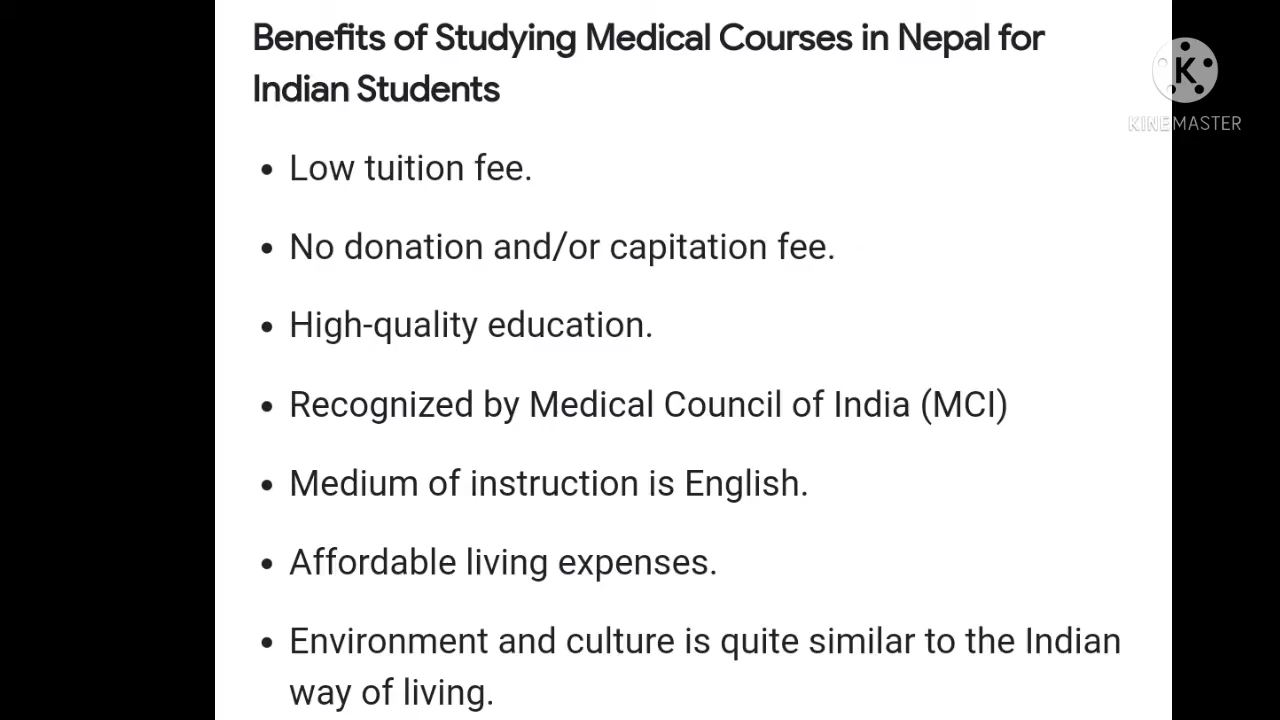 Benefits of Studying Medical Courses in Nepal for
Indian Students
K
KINEMASTER
• Low tuition fee.
• No donation and/or capitation fee.
• High-quality education.
• Recognized by Medical Council of India (MCI)
• Medium of instruction is English.
• Affordable living expenses.
• Environment and culture is quite similar to the Indian
way of living.